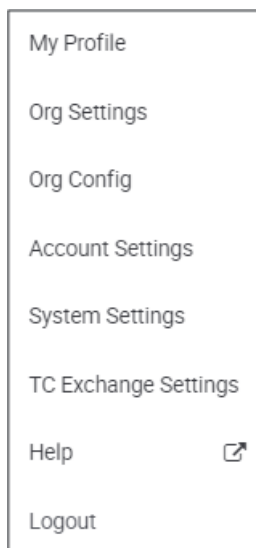 My Profile
Org Settings
Org Config
Account Settings
System Settings
TC Exchange Settings
Help
Logout